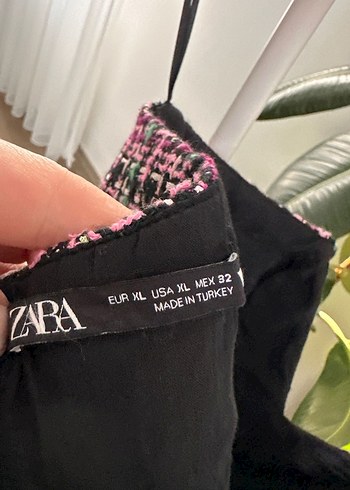 ZARA
EUR XL USA XL MEX 32
MADE IN TURKEY